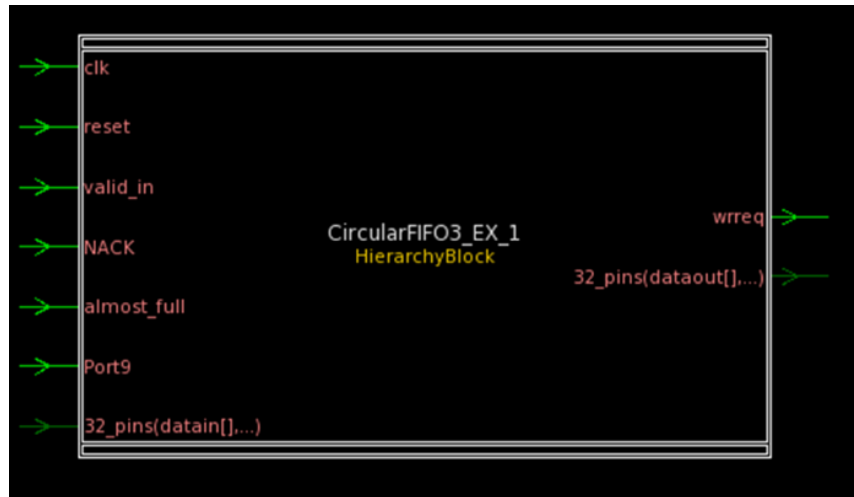 clk
reset
valid_in
NACK
almost_full
Port9
32_pins(datain[],...)
CircularFIFO3_EX_1
HierarchyBlock
wrreq
32_pins(dataout[],...)